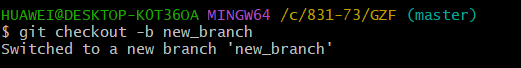 HUAWEI@DESKTOP-KOT36OA MINGW64 /c/831-73/GZF (master)
$ git checkout -b new_branch
Switched to a new branch 'new_branch'